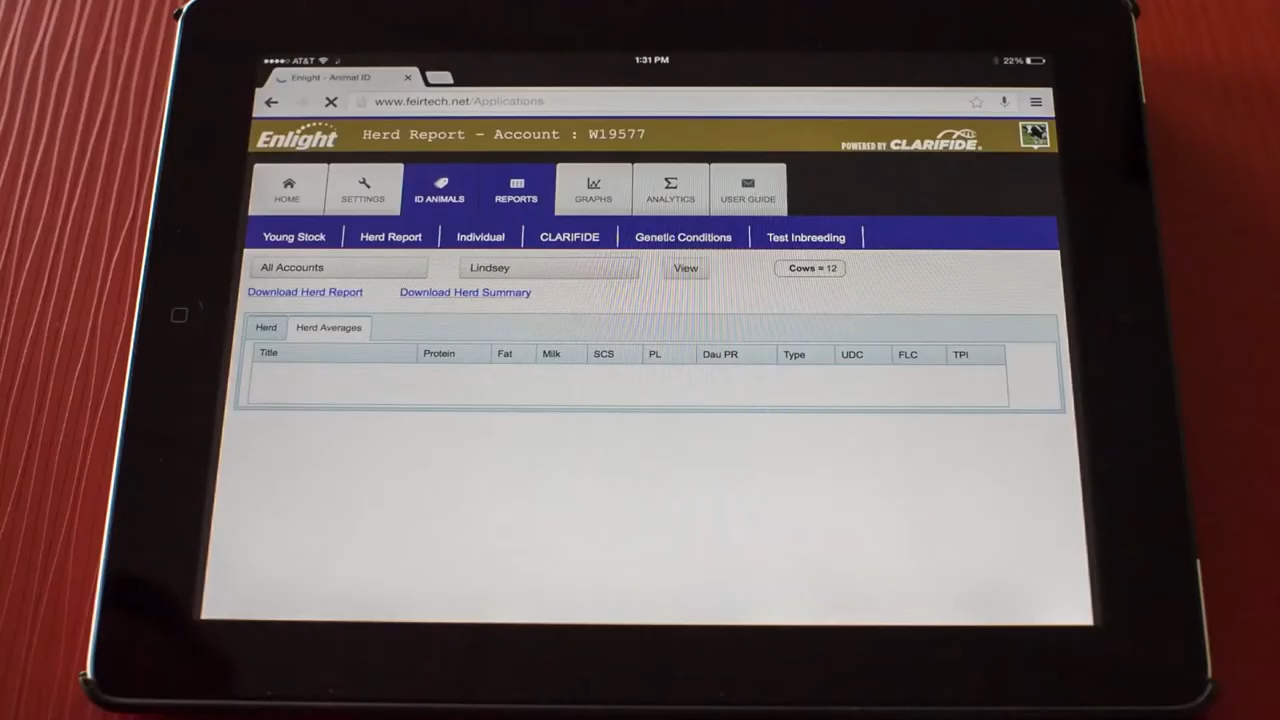 AT&T 1:31 PM 22%
Enlight - Animal ID
www.feirtech.net/Applications
Enlight Herd Report - Account : W19577 POWERED BY CLARIFIDE.
HOME SETTINGS ID ANIMALS REPORTS GRAPHS ANALYTICS USER GUIDE
Young Stock Herd Report Individual CLARIFIDE Genetic Conditions Test Inbreeding
All Accounts Lindsey View Cows = 12
Download Herd Report Download Herd Summary
Herd Herd Averages
Title Protein Fat Milk SCS PL Dau PR Type UDC FLC TPI